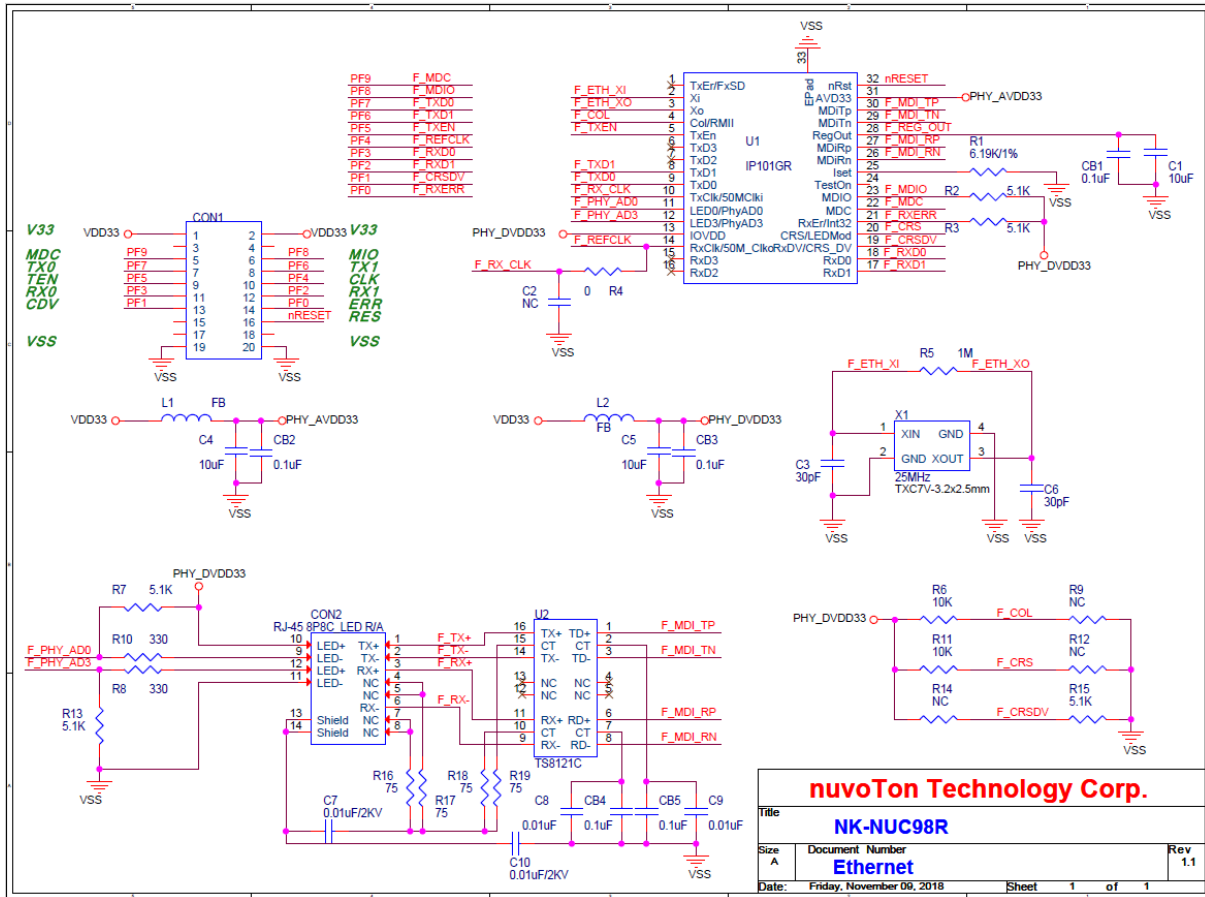 VSS
33
PF9 F_MDC
PF8 F_MDIO
PF7 F_TXD0
PF6 F_TXD1
PF5 F_TXEN
PF4 F_REFCLK
PF3 F_RXD0
PF2 F_RXD1
PF1 F_CRSDV
PF0 F_RXERR
U1
IP101GR
EPad
1 TxEr/FxSD
F_ETH_XI 2 Xi
F_ETH_XO 3 Xo
F_COL 4 Col/RMII
F_TXEN 5 TxEn
6 TxD3
7 TxD2
F_TXD1 8 TxD1
F_TXD0 9 TxD0
F_RX_CLK 10 TxClk/50MClki
F_PHY_AD0 11 LED0/PhyAD0
F_PHY_AD3 12 LED3/PhyAD3
PHY_DVDD33 13 IOVDD
F_REFCLK 14 RxClk/50M_ClkoRxDV/CRS_DV
15 RxD3
16 RxD2
nRst 32 nRESET
AVD33 31 PHY_AVDD33
MDiTp 30 F_MDI_TP
MDiTn 29 F_MDI_TN
RegOut 28 F_REG_OUT
MDiRp 27 F_MDI_RP
MDiRn 26 F_MDI_RN
Iset 25
TestOn 24
MDIO 23 F_MDIO
MDC 22 F_MDC
RxEr/Int32 21 F_RXERR
CRS/LEDMod 20 F_CRS
19 F_CRSDV
RxD0 18 F_RXD0
RxD1 17 F_RXD1
R1
6.19K/1%
R2 5.1K
R3 5.1K
VSS
PHY_DVDD33
CB1
0.1uF
C1
10uF
VSS
F_RX_CLK
0 R4
C2
NC
VSS
CON1
V33 VDD33 1 2 VDD33 V33
3 4
MDC PF9 5 6 PF8 MIO
TX0 PF7 7 8 PF6 TX1
TEN PF5 9 10 PF4 CLK
RX0 PF3 11 12 PF2 RX1
CDV PF1 13 14 PF0 ERR
15 16 nRESET RES
17 18
VSS 19 20 VSS
VSS VSS
L1 FB
VDD33 PHY_AVDD33
C4 CB2
10uF 0.1uF
VSS
L2
FB
VDD33 PHY_DVDD33
C5 CB3
10uF 0.1uF
VSS
R5 1M
F_ETH_XI F_ETH_XO
X1
1 XIN GND 4
2 GND XOUT 3
25MHz
TXC7V-3.2x2.5mm
C3
30pF
C6
30pF
VSS VSS VSS
PHY_DVDD33
R7 5.1K
R10 330
F_PHY_AD0
F_PHY_AD3
R8 330
R13
5.1K
VSS
CON2
RJ-45 8P8C LED R/A
10 LED+ TX+ 1 F_TX+
9 LED- TX- 2 F_TX-
12 LED+ RX+ 3 F_RX+
11 LED- NC 4
NC 5
RX- 6 F_RX-
13 Shield NC 7
14 Shield NC 8
U2
16 TX+ TD+ 1 F_MDI_TP
15 CT CT 2
14 TX- TD- 3 F_MDI_TN
13 NC NC 4
12 NC NC 5
11 RX+ RD+ 6 F_MDI_RP
10 CT CT 7
9 RX- RD- 8 F_MDI_RN
TS8121C
R16
75
R17
75
R18
75
R19
75
C7
0.01uF/2KV
C10
0.01uF/2KV
C8
0.01uF
CB4
0.1uF
CB5
0.1uF
C9
0.01uF
VSS
PHY_DVDD33
R6
10K
F_COL
R9
NC
R11
10K
F_CRS
R12
NC
R14
NC
F_CRSDV
R15
5.1K
VSS
nuvoTon Technology Corp.
Title
NK-NUC98R
Size
A
Document Number
Ethernet
Rev
1.1
Date: Friday, November 09, 2018 Sheet 1 of 1